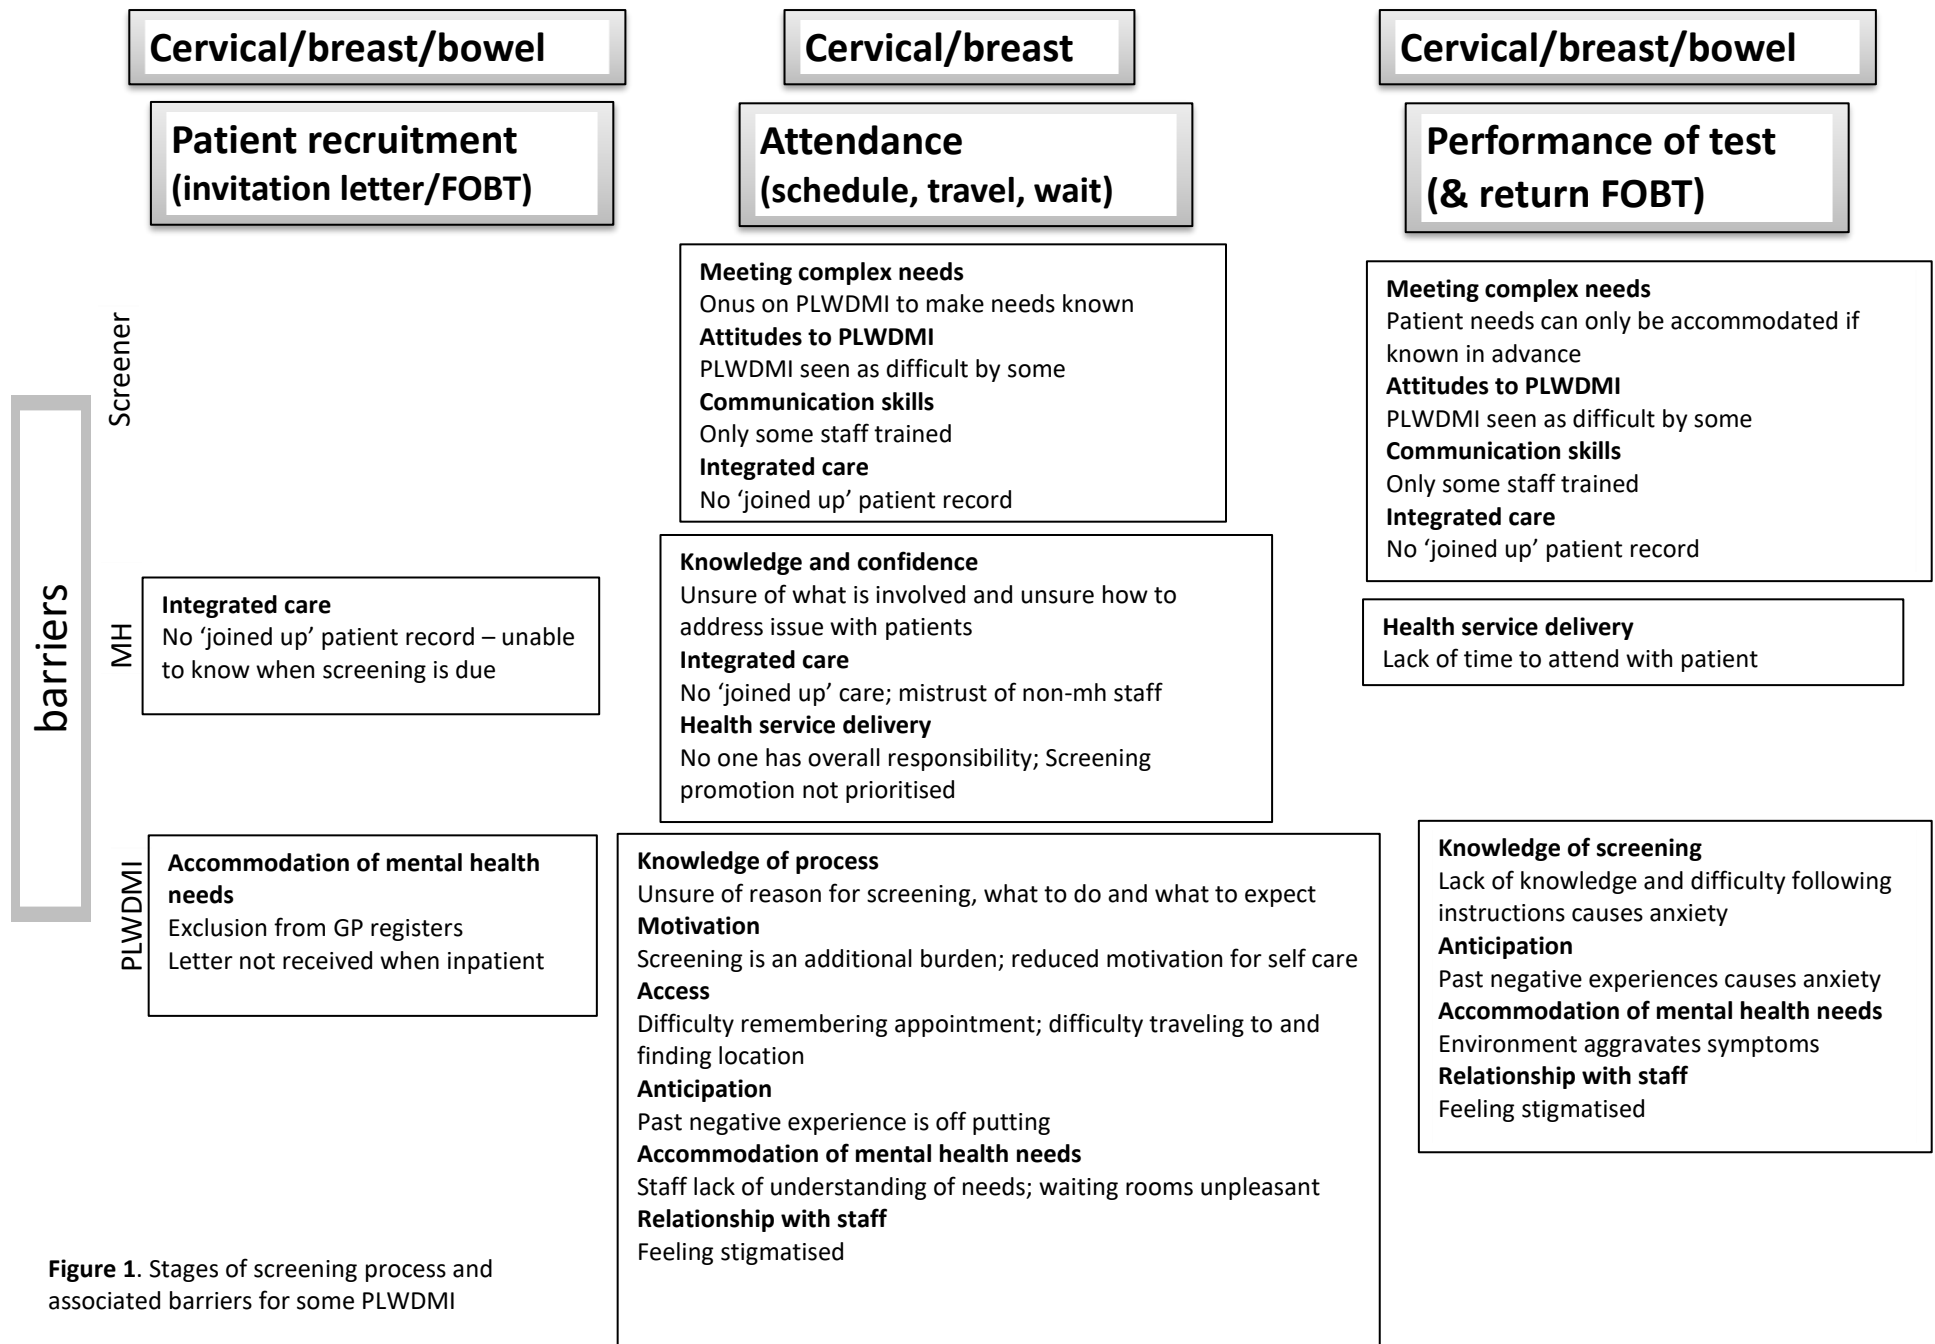 Cervical/breast/bowel
Cervical/breast
Cervical/breast/bowel
Patient recruitment
(invitation letter/FOBT)
Attendance
(schedule, travel, wait)
Performance of test
(& return FOBT)
barriers
Screener
Meeting complex needs
Onus on PLWDMI to make needs known
Attitudes to PLWDMI
PLWDMI seen as difficult by some
Communication skills
Only some staff trained
Integrated care
No ‘joined up’ patient record
Meeting complex needs
Patient needs can only be accommodated if
known in advance
Attitudes to PLWDMI
PLWDMI seen as difficult by some
Communication skills
Only some staff trained
Integrated care
No ‘joined up’ patient record
MH
Integrated care
No ‘joined up’ patient record – unable
to know when screening is due
Knowledge and confidence
Unsure of what is involved and unsure how to
address issue with patients
Integrated care
No ‘joined up’ care; mistrust of non-mh staff
Health service delivery
No one has overall responsibility; Screening
promotion not prioritised
Health service delivery
Lack of time to attend with patient
PLWDMI
Accommodation of mental health
needs
Exclusion from GP registers
Letter not received when inpatient
Knowledge of process
Unsure of reason for screening, what to do and what to expect
Motivation
Screening is an additional burden; reduced motivation for self care
Access
Difficulty remembering appointment; difficulty traveling to and
finding location
Anticipation
Past negative experience is off putting
Accommodation of mental health needs
Staff lack of understanding of needs; waiting rooms unpleasant
Relationship with staff
Feeling stigmatised
Knowledge of screening
Lack of knowledge and difficulty following
instructions causes anxiety
Anticipation
Past negative experiences causes anxiety
Accommodation of mental health needs
Environment aggravates symptoms
Relationship with staff
Feeling stigmatised
Figure 1. Stages of screening process and
associated barriers for some PLWDMI